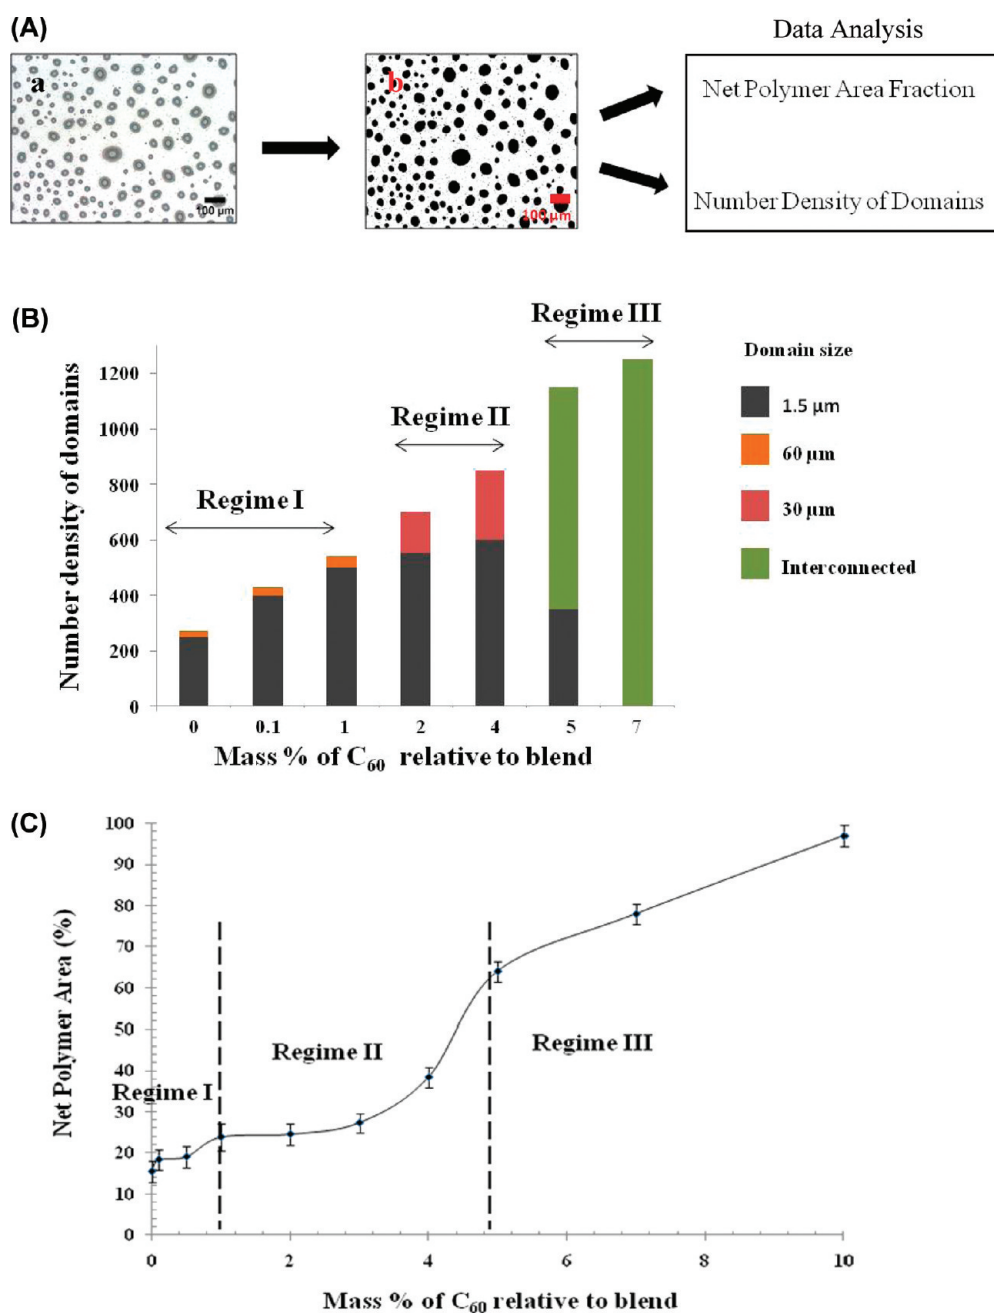 (A)
Data Analysis
a
100 µm
b
100 µm
Net Polymer Area Fraction
Number Density of Domains
(B)
Regime III
Regime II
Regime I
Number density of domains
1200
1000
800
600
400
200
0
0 0.1 1 2 4 5 7
Mass % of C₆₀ relative to blend
Domain size
1.5 µm
60 µm
30 µm
Interconnected
(C)
Net Polymer Area (%)
100
90
80
70
60
50
40
30
20
10
0
Regime I
Regime II
Regime III
0 2 4 6 8 10
Mass % of C₆₀ relative to blend